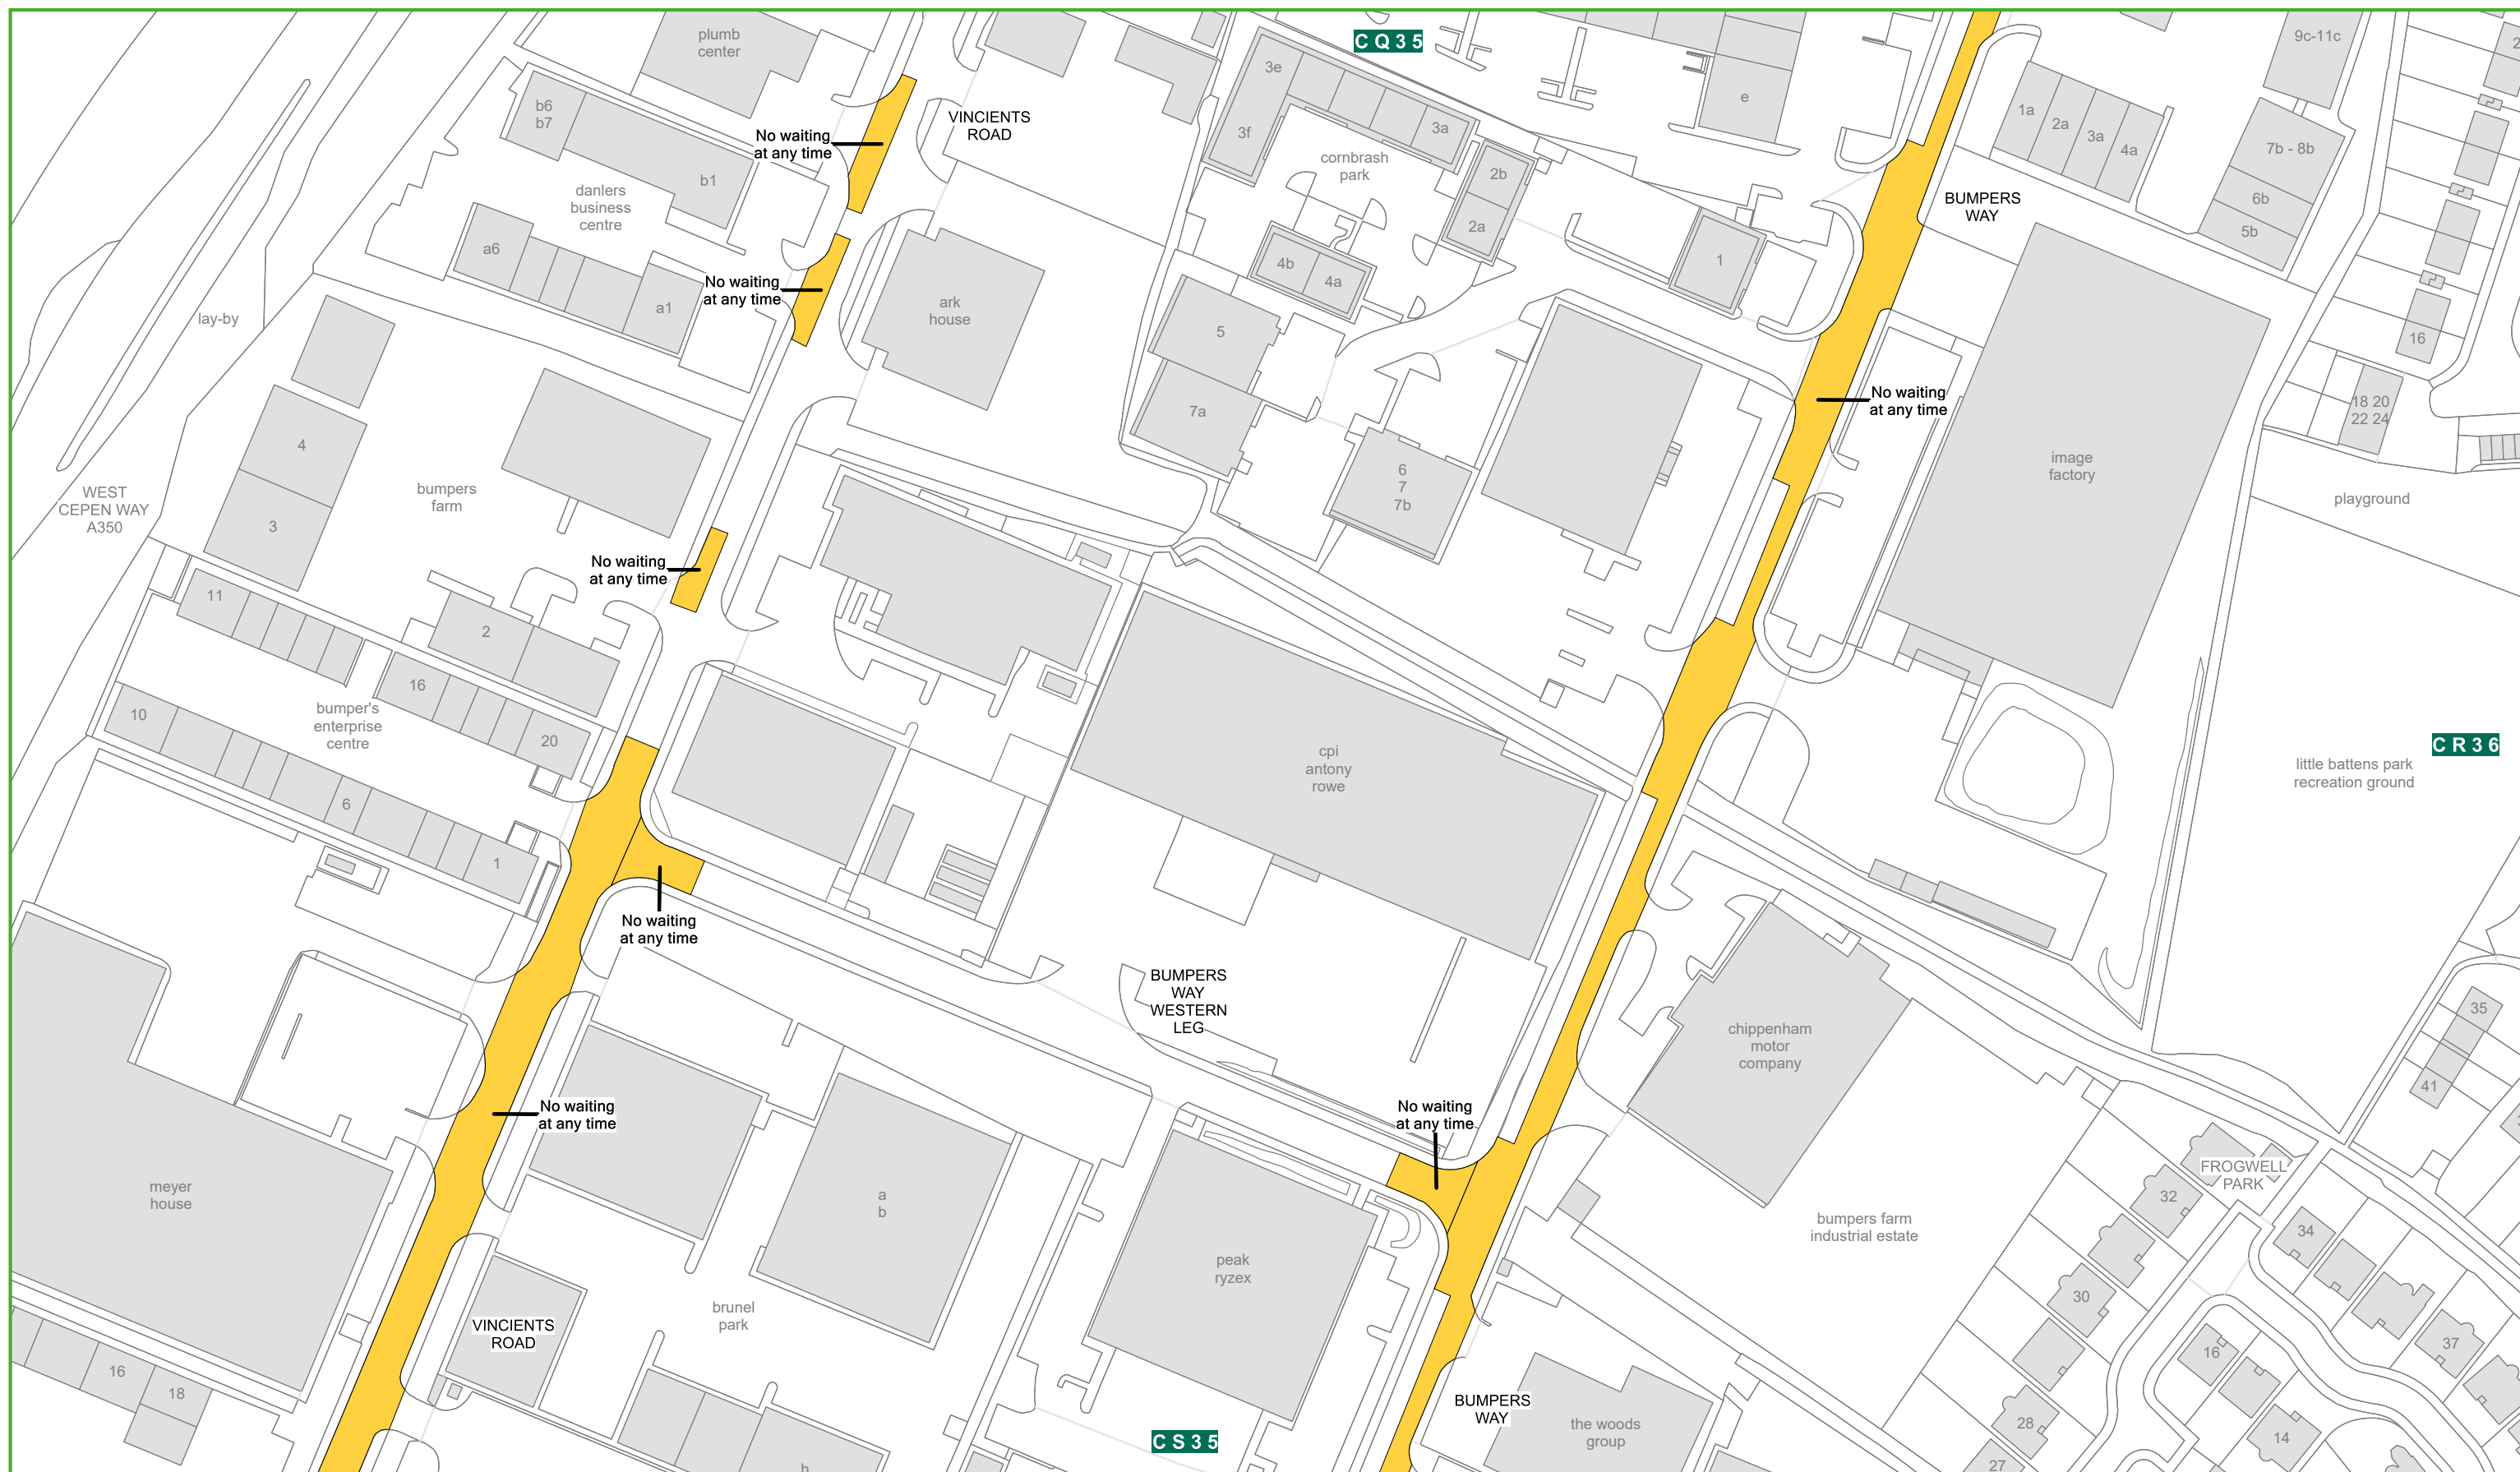 plumb
center
C Q 3 5
9c-11c
3e
b6
b7
VINCIENTS
ROAD
No waiting
at any time
3f
3a
e
1a
2a
3a
4a
7b - 8b
cornbrash
park
2b
b1
danlers
business
centre
BUMPERS
WAY
6b
5b
2a
a6
4b
4a
1
No waiting
at any time
a1
ark
house
lay-by
5
16
No waiting
at any time
7a
18 20
22 24
4
bumpers
farm
6
7
7b
image
factory
WEST
CEPEN WAY
A350
playground
3
No waiting
at any time
11
2
16
10
bumper's
enterprise
centre
20
cpi
antony
rowe
C R 3 6
little battens park
recreation ground
6
1
No waiting
at any time
BUMPERS
WAY
WESTERN
LEG
35
chippenham
motor
company
41
No waiting
at any time
No waiting
at any time
meyer
house
a
b
FROGWELL
PARK
32
bumpers farm
industrial estate
34
peak
ryzex
30
brunel
park
VINCIENTS
ROAD
37
16
16
18
BUMPERS
WAY
28
the woods
group
C S 3 5
14
27